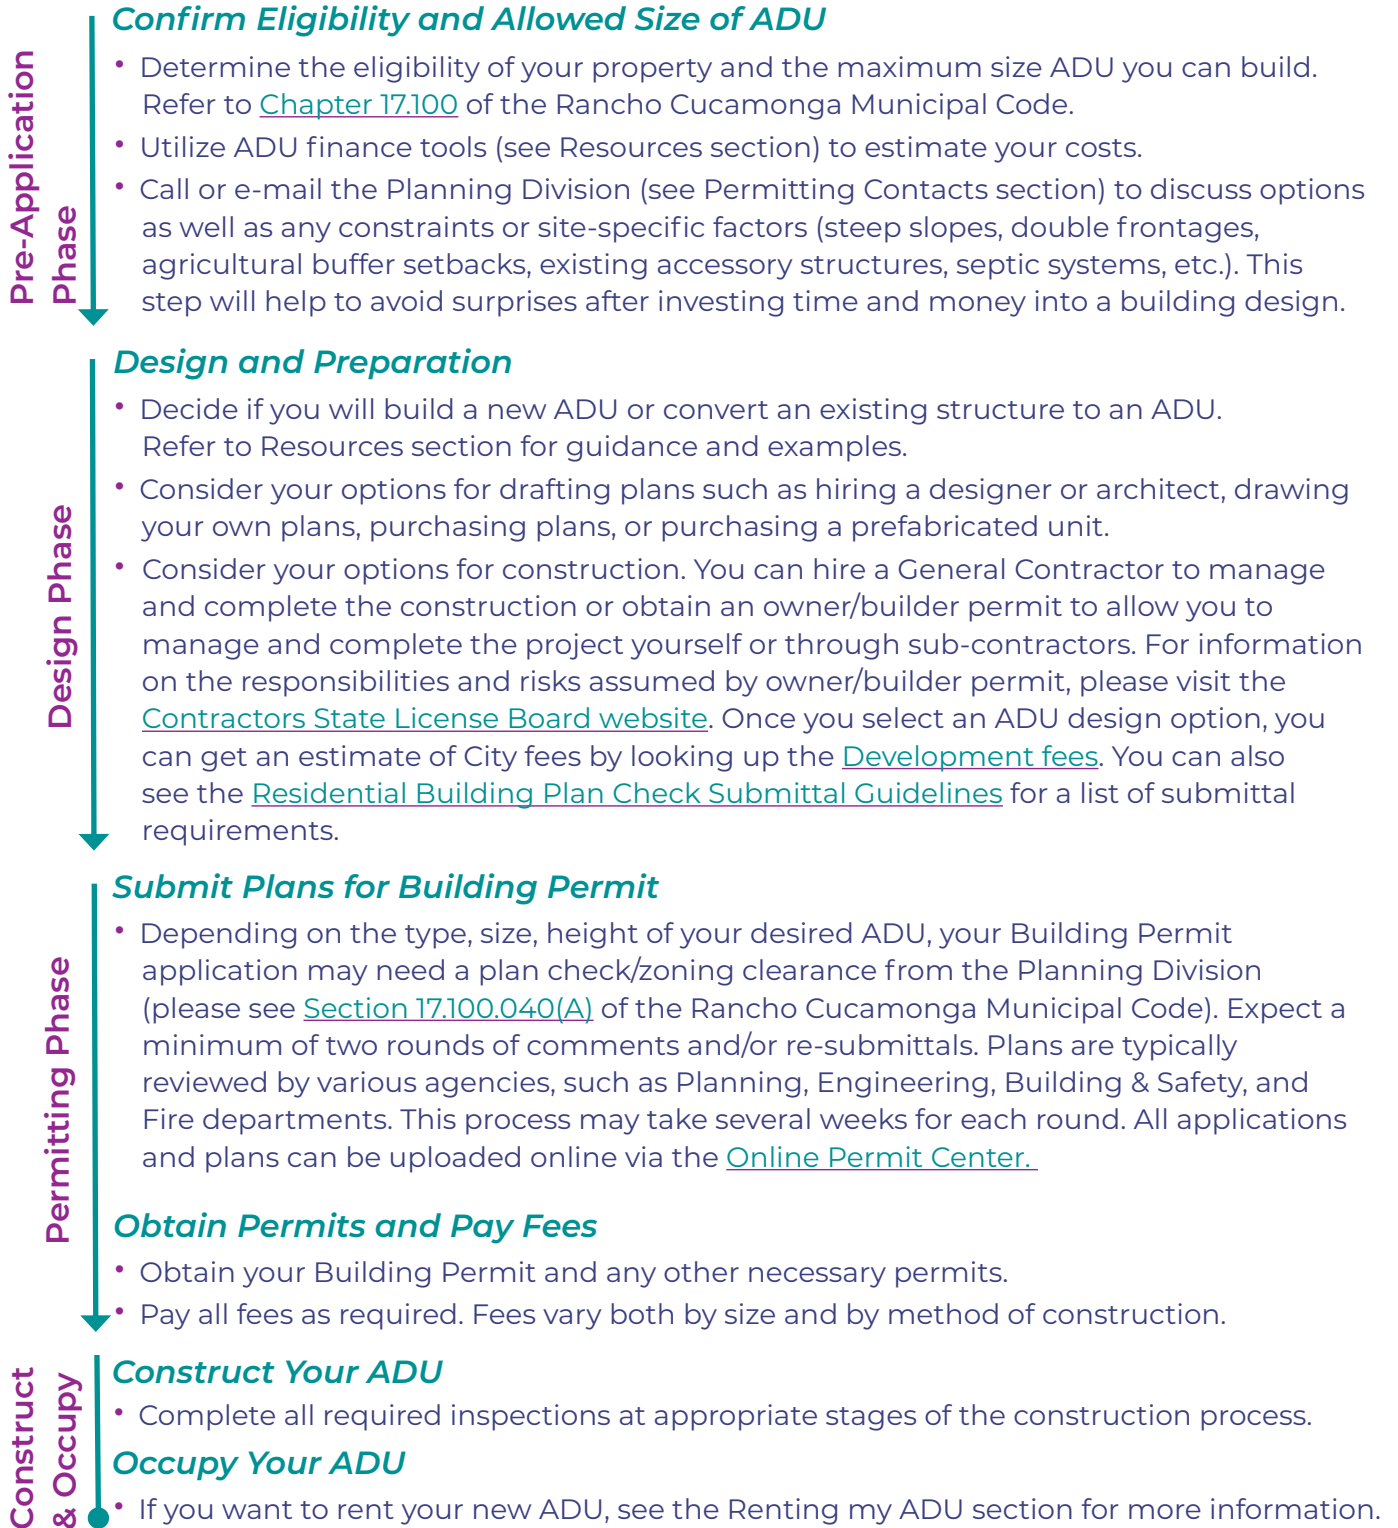 Pre-Application
Phase
Confirm Eligibility and Allowed Size of ADU
• Determine the eligibility of your property and the maximum size ADU you can build.
Refer to Chapter 17.100 of the Rancho Cucamonga Municipal Code.
• Utilize ADU finance tools (see Resources section) to estimate your costs.
• Call or e-mail the Planning Division (see Permitting Contacts section) to discuss options
as well as any constraints or site-specific factors (steep slopes, double frontages,
agricultural buffer setbacks, existing accessory structures, septic systems, etc.). This
step will help to avoid surprises after investing time and money into a building design.
Design Phase
Design and Preparation
• Decide if you will build a new ADU or convert an existing structure to an ADU.
Refer to Resources section for guidance and examples.
• Consider your options for drafting plans such as hiring a designer or architect, drawing
your own plans, purchasing plans, or purchasing a prefabricated unit.
• Consider your options for construction. You can hire a General Contractor to manage
and complete the construction or obtain an owner/builder permit to allow you to
manage and complete the project yourself or through sub-contractors. For information
on the responsibilities and risks assumed by owner/builder permit, please visit the
Contractors State License Board website. Once you select an ADU design option, you
can get an estimate of City fees by looking up the Development fees. You can also
see the Residential Building Plan Check Submittal Guidelines for a list of submittal
requirements.
Permitting Phase
Submit Plans for Building Permit
• Depending on the type, size, height of your desired ADU, your Building Permit
application may need a plan check/zoning clearance from the Planning Division
(please see Section 17.100.040(A) of the Rancho Cucamonga Municipal Code). Expect a
minimum of two rounds of comments and/or re-submittals. Plans are typically
reviewed by various agencies, such as Planning, Engineering, Building & Safety, and
Fire departments. This process may take several weeks for each round. All applications
and plans can be uploaded online via the Online Permit Center.
Obtain Permits and Pay Fees
• Obtain your Building Permit and any other necessary permits.
• Pay all fees as required. Fees vary both by size and by method of construction.
Construct
& Occupy
Construct Your ADU
• Complete all required inspections at appropriate stages of the construction process.
Occupy Your ADU
• If you want to rent your new ADU, see the Renting my ADU section for more information.